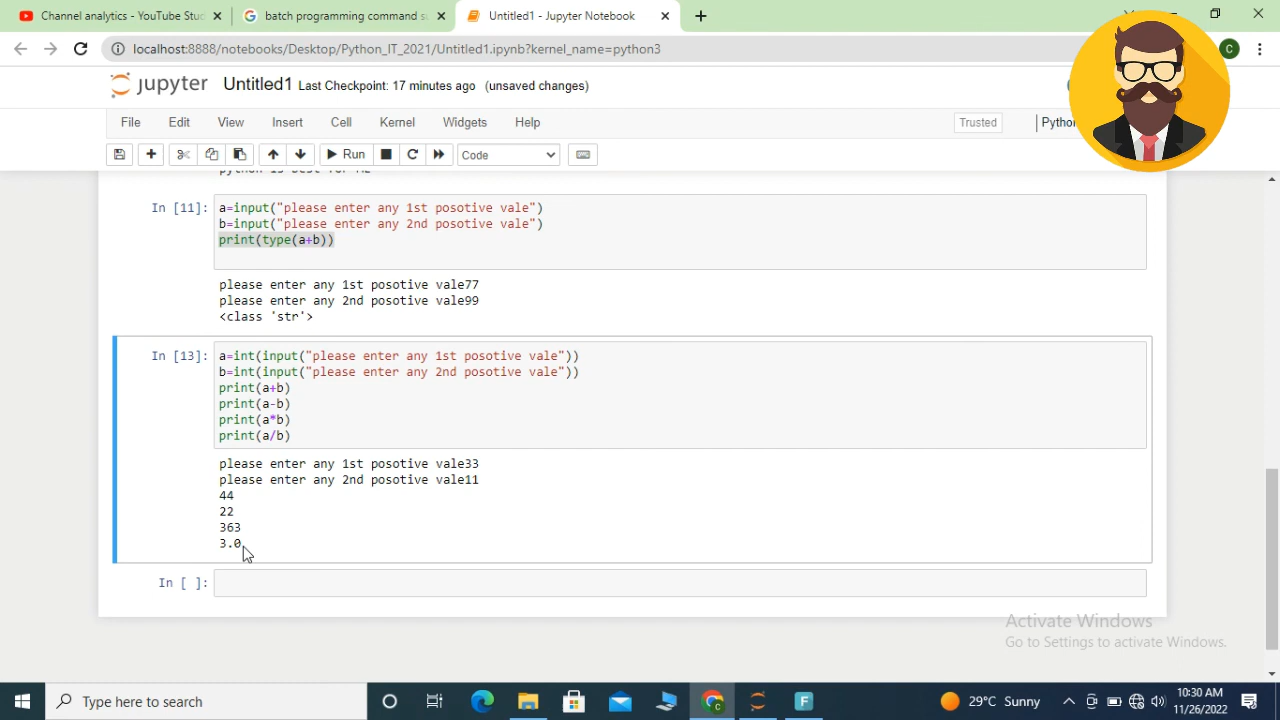 Channel analytics - YouTube Stud
batch programming command su
Untitled1 - Jupyter Notebook
localhost:8888/notebooks/Desktop/Python_IT_2021/Untitled1.ipynb?kernel_name=python3
C
jupyter Untitled1 Last Checkpoint: 17 minutes ago (unsaved changes)
File Edit View Insert Cell Kernel Widgets Help Trusted Python
Run Code
python is best for ML
In [11]: a=input("please enter any 1st posotive vale")
b=input("please enter any 2nd posotive vale")
print(type(a+b))
please enter any 1st posotive vale77
please enter any 2nd posotive vale99
<class 'str'>
In [13]: a=int(input("please enter any 1st posotive vale"))
b=int(input("please enter any 2nd posotive vale"))
print(a+b)
print(a-b)
print(a*b)
print(a/b)
please enter any 1st posotive vale33
please enter any 2nd posotive vale11
44
22
363
3.0
In [ ]:
Activate Windows
Go to Settings to activate Windows.
Type here to search
29°C Sunny
10:30 AM
11/26/2022